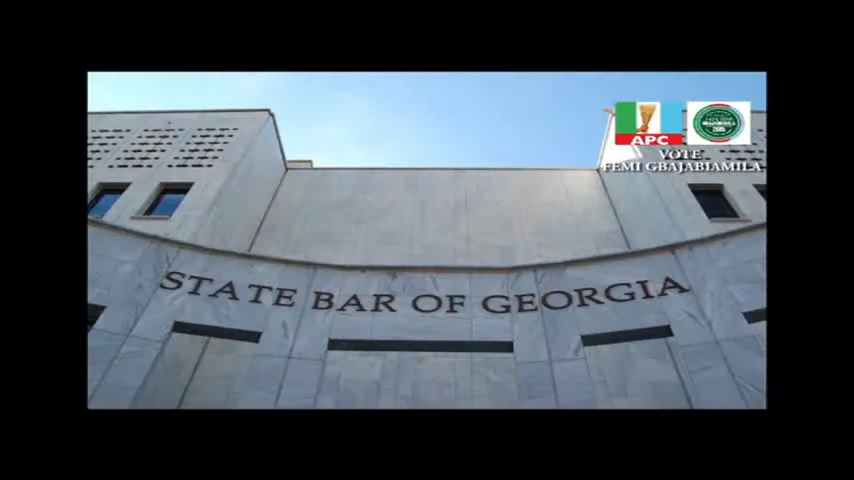 APC
VOTE
FEMI GBAJABIAMILA
STATE BAR OF GEORGIA